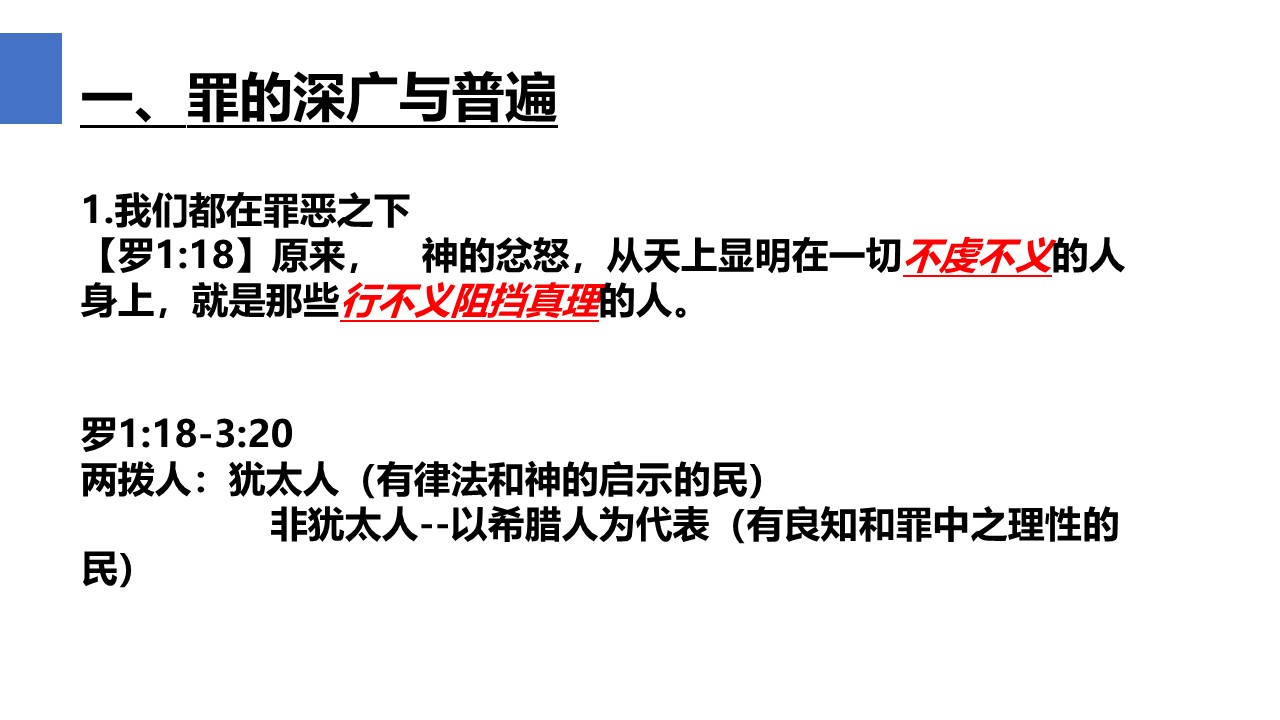 一、罪的深广与普遍
1.我们都在罪恶之下
【罗1:18】原来，　神的忿怒，从天上显明在一切不虔不义的人
身上，就是那些行不义阻挡真理的人。
罗1:18-3:20
两拨人：犹太人（有律法和神的启示的民）
非犹太人--以希腊人为代表（有良知和罪中之理性的
民）